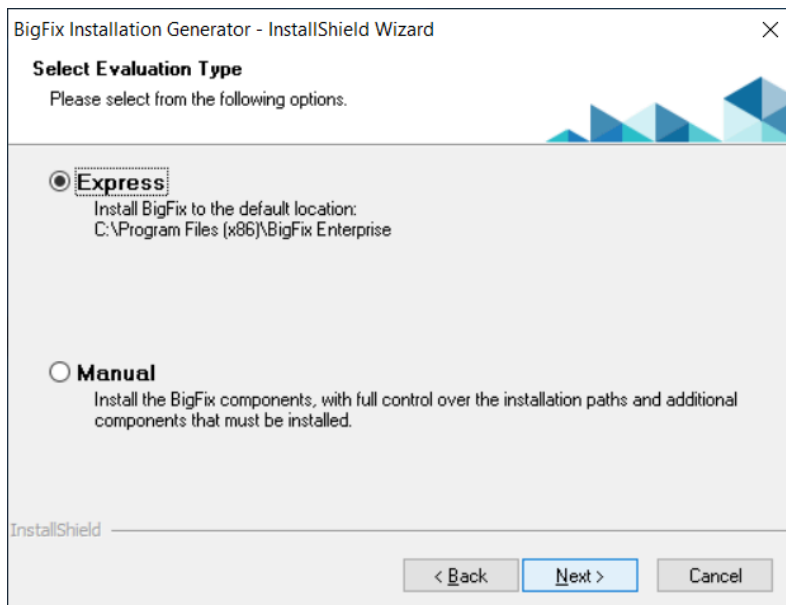 BigFix Installation Generator - InstallShield Wizard
Select Evaluation Type
Please select from the following options.
Express
Install BigFix to the default location:
C:\Program Files (x86)\BigFix Enterprise
Manual
Install the BigFix components, with full control over the installation paths and additional
components that must be installed.
InstallShield
< Back
Next >
Cancel